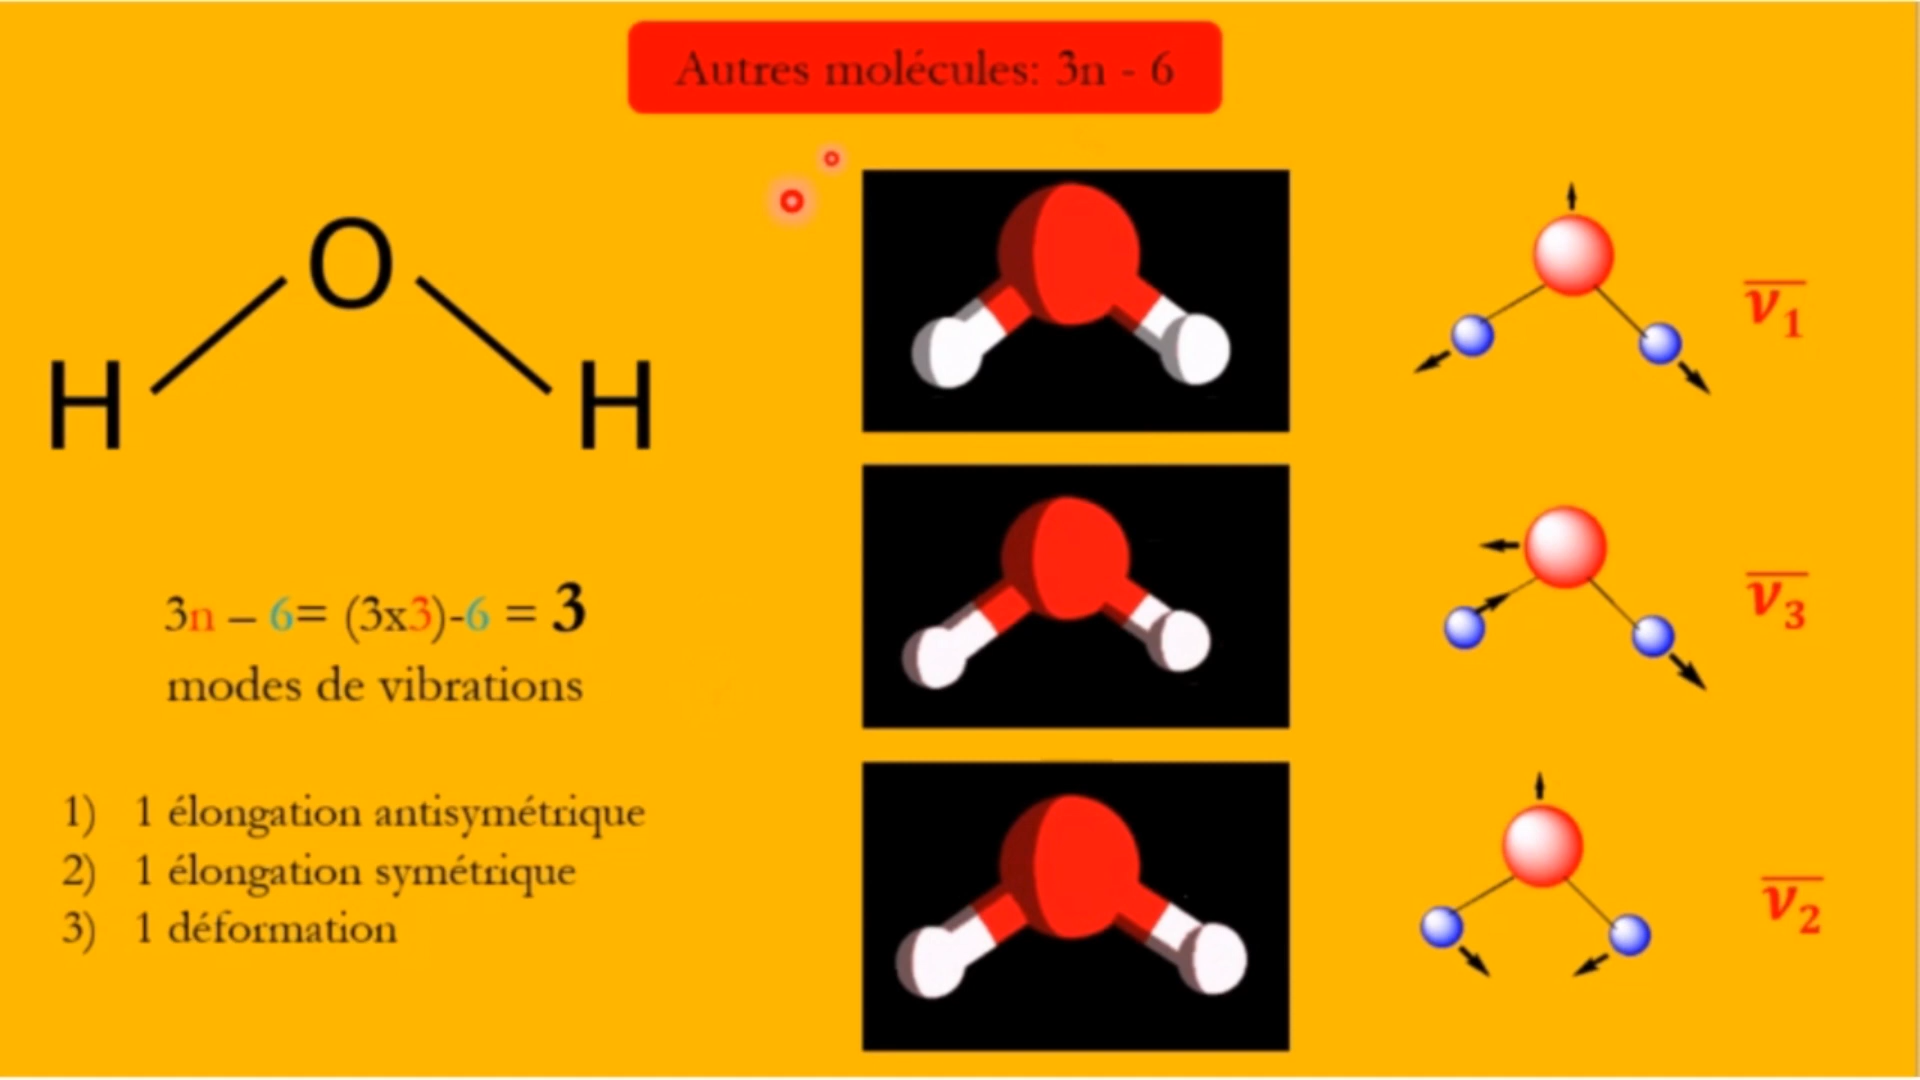 Autres molécules: 3n - 6
O
H H
3n – 6= (3x3)-6 = 3
modes de vibrations
1) 1 élongation antisymétrique
2) 1 élongation symétrique
3) 1 déformation
ν̅₁
ν̅₃
ν̅₂